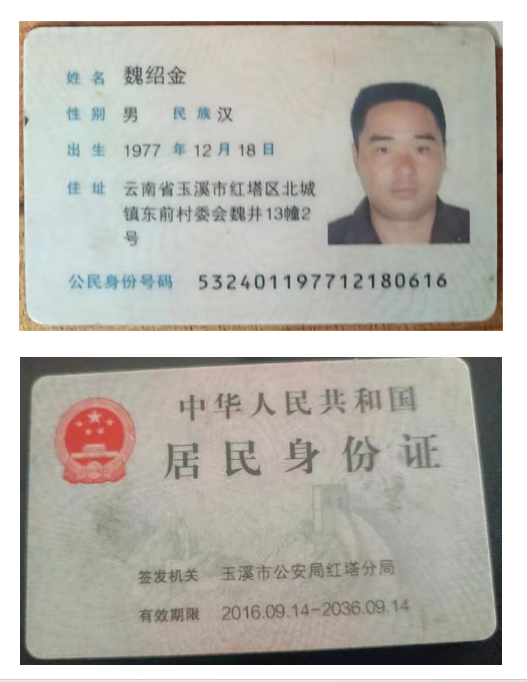 姓名 魏绍金
性别 男 民族 汉
出生 1977 年 12 月 18 日
住址 云南省玉溪市红塔区北城
镇东前村委会魏井13幢2
号
公民身份号码 532401197712180616
中华人民共和国
居民身份证
签发机关 玉溪市公安局红塔分局
有效期限 2016.09.14-2036.09.14